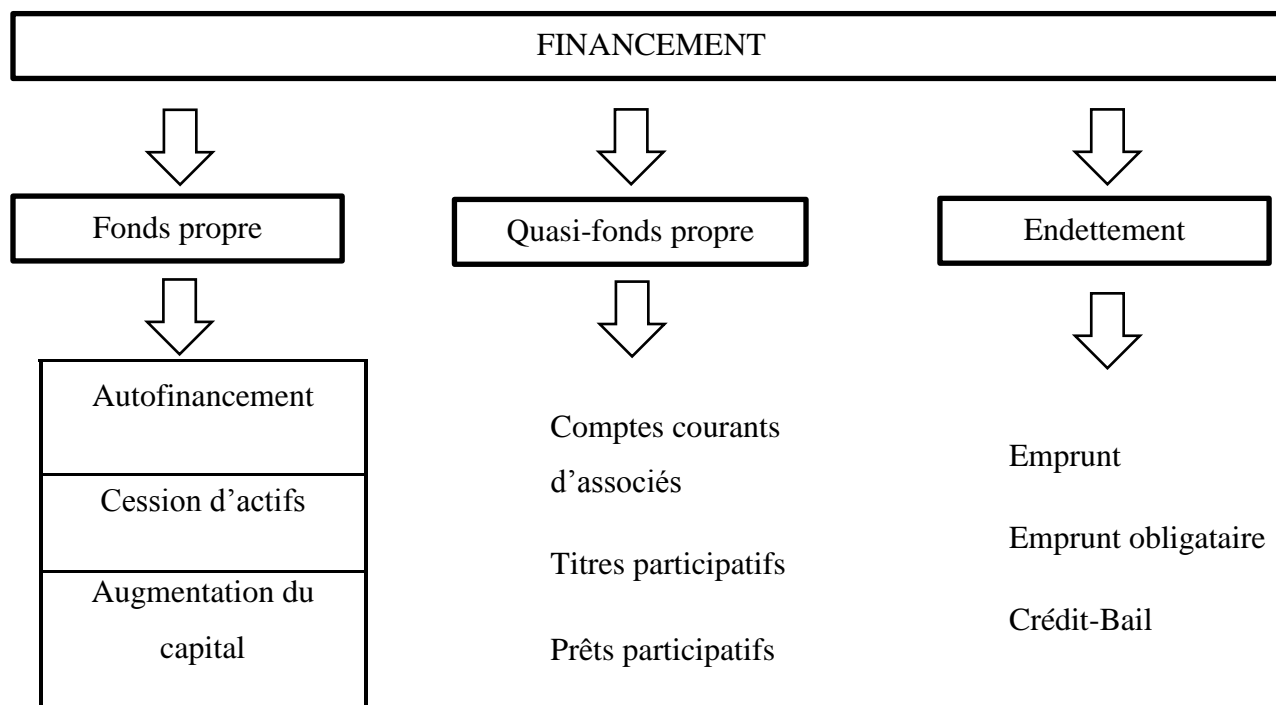 FINANCEMENT
Fonds propre
Quasi-fonds propre
Endettement
Autofinancement
Cession d’actifs
Augmentation du
capital
Comptes courants
d’associés
Titres participatifs
Prêts participatifs
Emprunt
Emprunt obligataire
Crédit-Bail